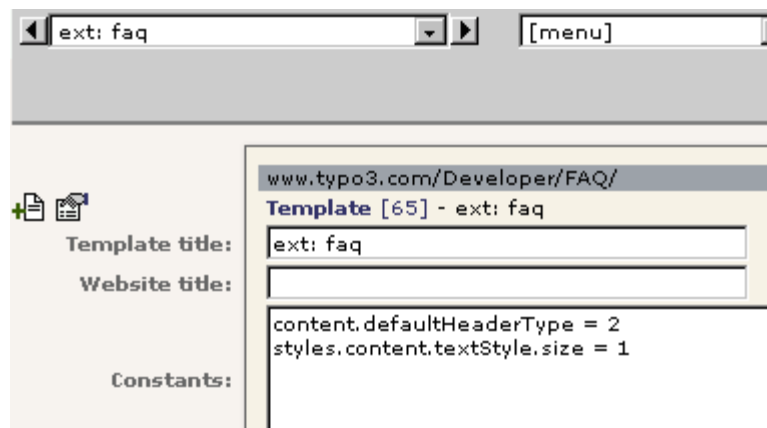 ext: faq
[menu]
www.typo3.com/Developer/FAQ/
Template [65] - ext: faq
Template title:
ext: faq
Website title:
content.defaultHeaderType = 2
styles.content.textStyle.size = 1
Constants: